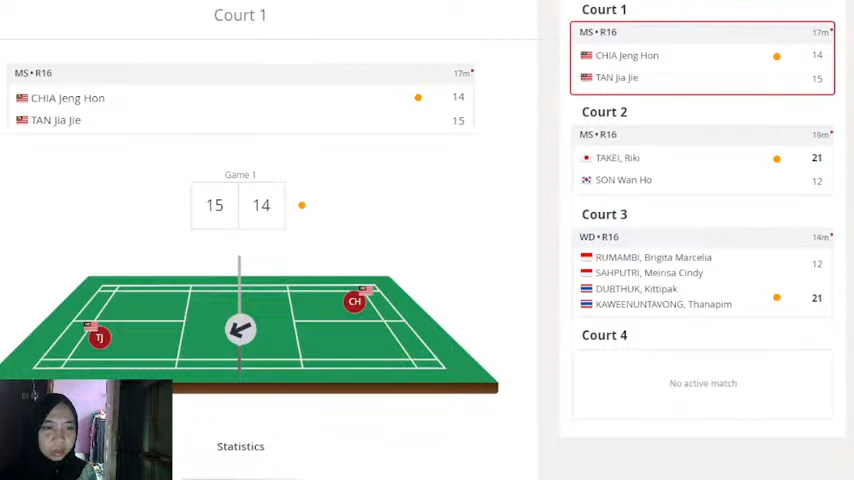 Court 1
MS • R16
17m
CHIA Jeng Hon
14
TAN Jia Jie
15
Game 1
15
14
CH
TJ
Statistics
Court 1
MS • R16
17m
CHIA Jeng Hon
14
TAN Jia Jie
15
Court 2
MS • R16
19m
TAKEI, Riki
21
SON Wan Ho
12
Court 3
WD • R16
14m
RUMAMBI, Brigita Marcelia
SAHPUTRI, Meirisa Cindy
12
DUBTHUK, Kittipak
KAWEENUNTAVONG, Thanapim
21
Court 4
No active match